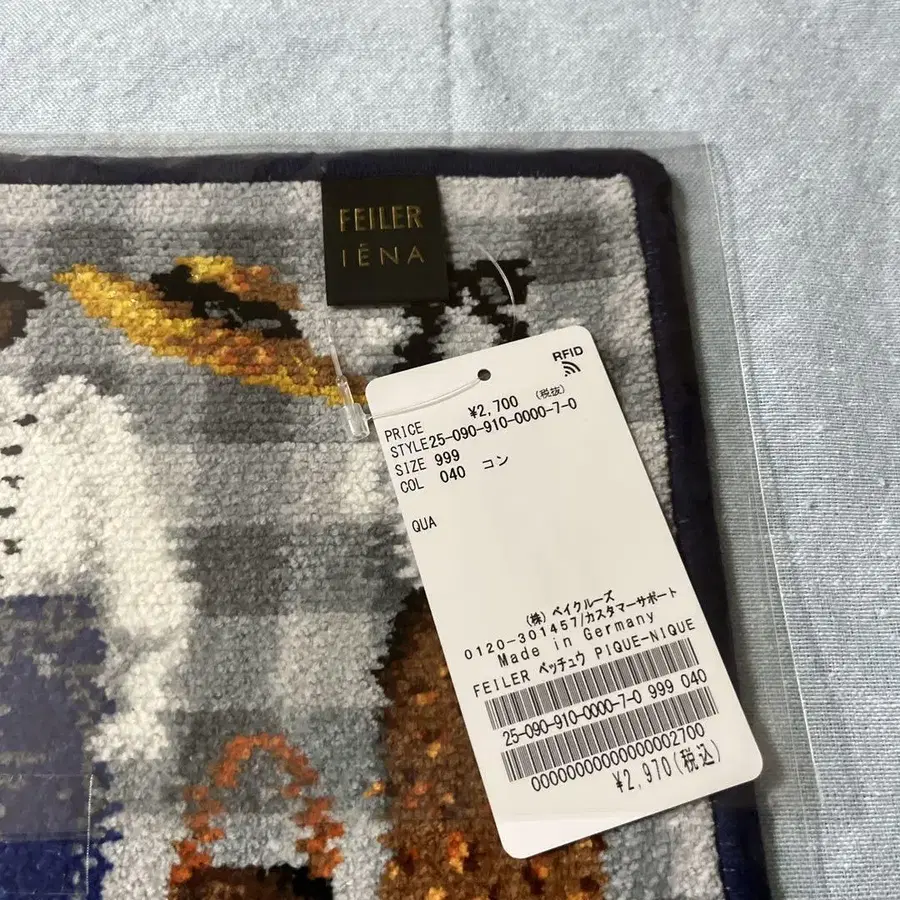 FEILER
IĒNA
RFID
PRICE ¥2,700 (税抜)
STYLE25-090-910-0000-7-0
SIZE 999
COL 040 コン
QUA
(株) ベイクルーズ
0120-301457/カスタマーサポート
Made in Germany
FEILER ベッチュウ PIQUE-NIQUE
25-090-910-0000-7-0 999 040
00000000000000002700
¥2,970(税込)